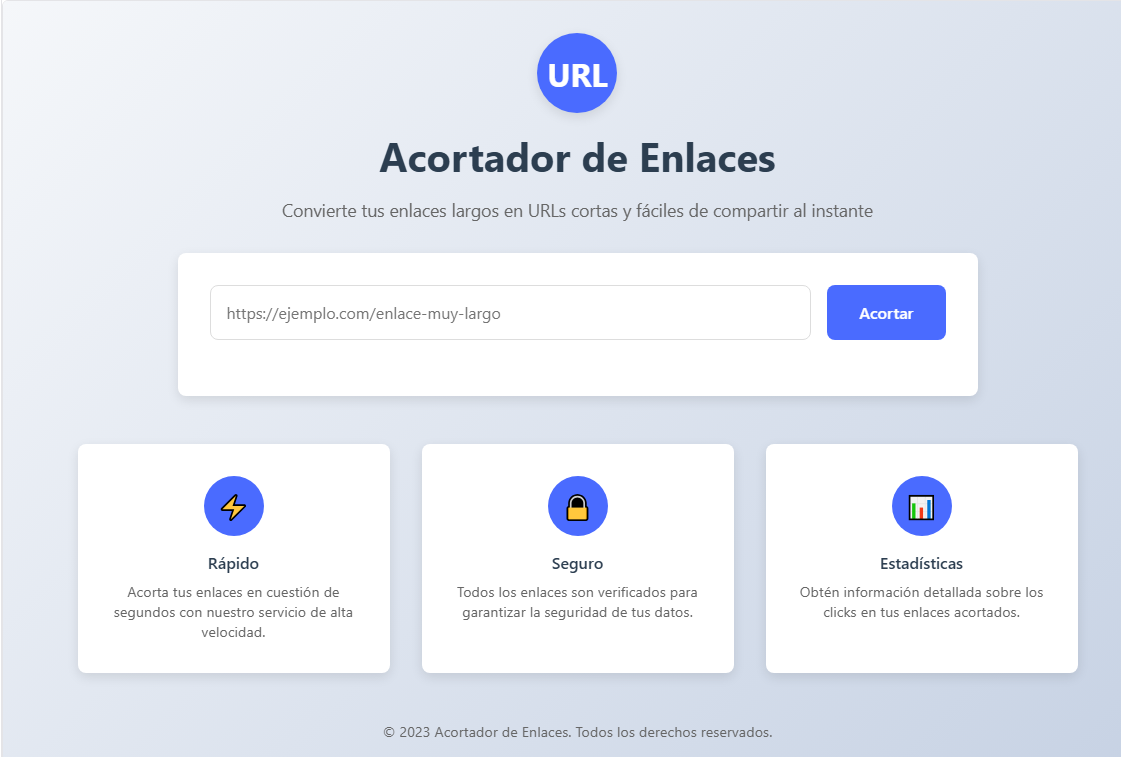 URL
Acortador de Enlaces
Convierte tus enlaces largos en URLs cortas y fáciles de compartir al instante
https://ejemplo.com/enlace-muy-largo
Acortar
Rápido
Acorta tus enlaces en cuestión de
segundos con nuestro servicio de alta
velocidad.
Seguro
Todos los enlaces son verificados para
garantizar la seguridad de tus datos.
Estadísticas
Obtén información detallada sobre los
clicks en tus enlaces acortados.
© 2023 Acortador de Enlaces. Todos los derechos reservados.